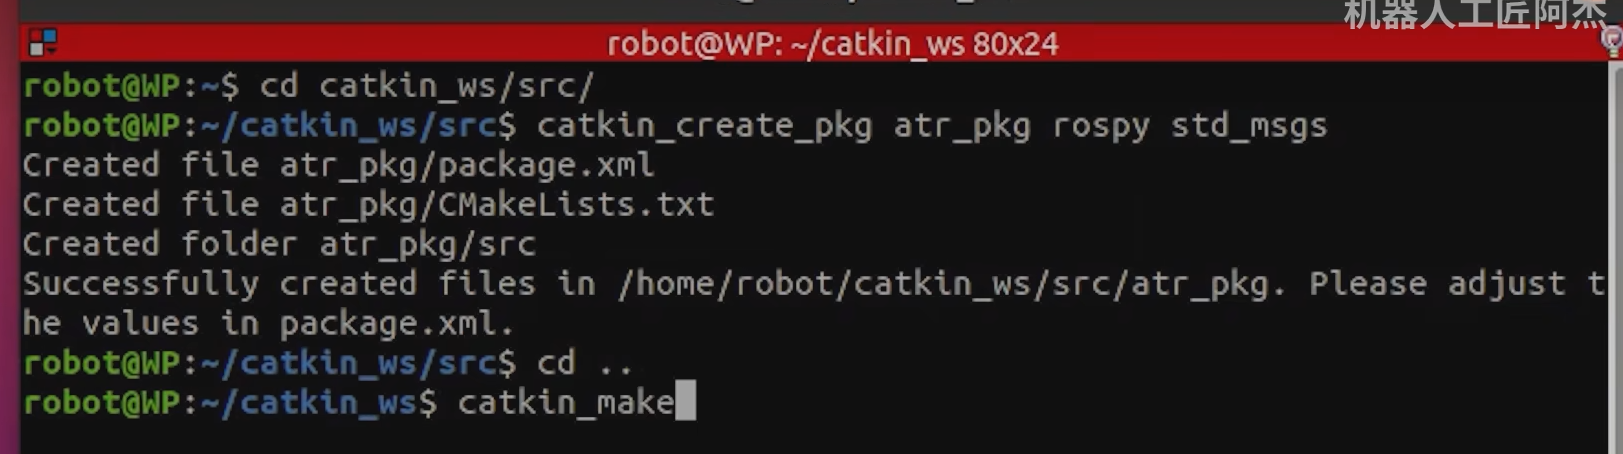 机器人工匠阿杰
robot@WP: ~/catkin_ws 80x24
robot@WP:~$ cd catkin_ws/src/
robot@WP:~/catkin_ws/src$ catkin_create_pkg atr_pkg rospy std_msgs
Created file atr_pkg/package.xml
Created file atr_pkg/CMakeLists.txt
Created folder atr_pkg/src
Successfully created files in /home/robot/catkin_ws/src/atr_pkg. Please adjust t
he values in package.xml.
robot@WP:~/catkin_ws/src$ cd ..
robot@WP:~/catkin_ws$ catkin_make